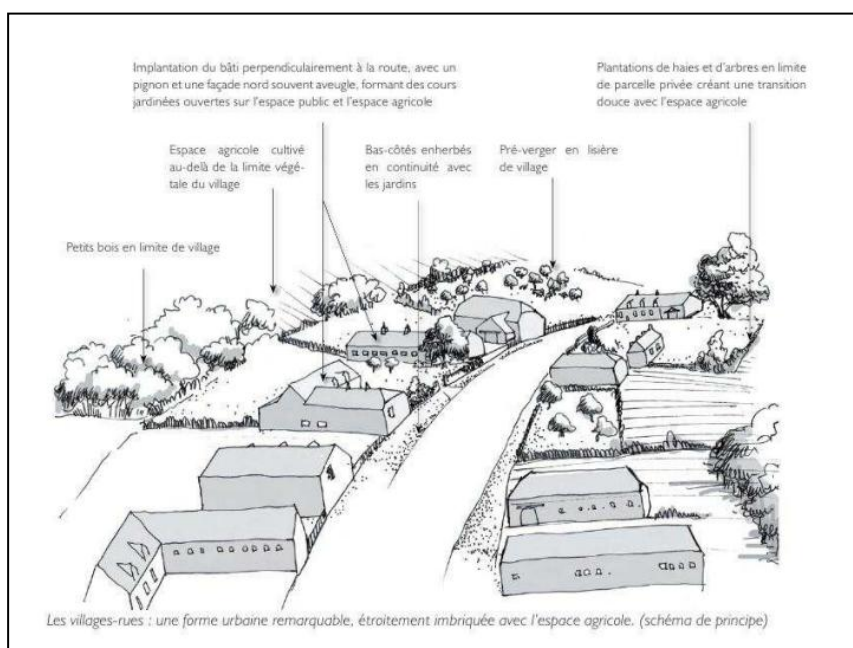 Implantation du bâti perpendiculairement à la route, avec un
pignon et une façade nord souvent aveugle, formant des cours
jardinées ouvertes sur l'espace public et l'espace agricole
Plantations de haies et d'arbres en limite
de parcelle privée créant une transition
douce avec l'espace agricole
Espace agricole cultivé
au-delà de la limite végé-
tale du village
Bas-côtés enherbés
en continuité avec
les jardins
Pré-verger en lisière
de village
Petits bois en limite de village
Les villages-rues : une forme urbaine remarquable, étroitement imbriquée avec l'espace agricole. (schéma de principe)